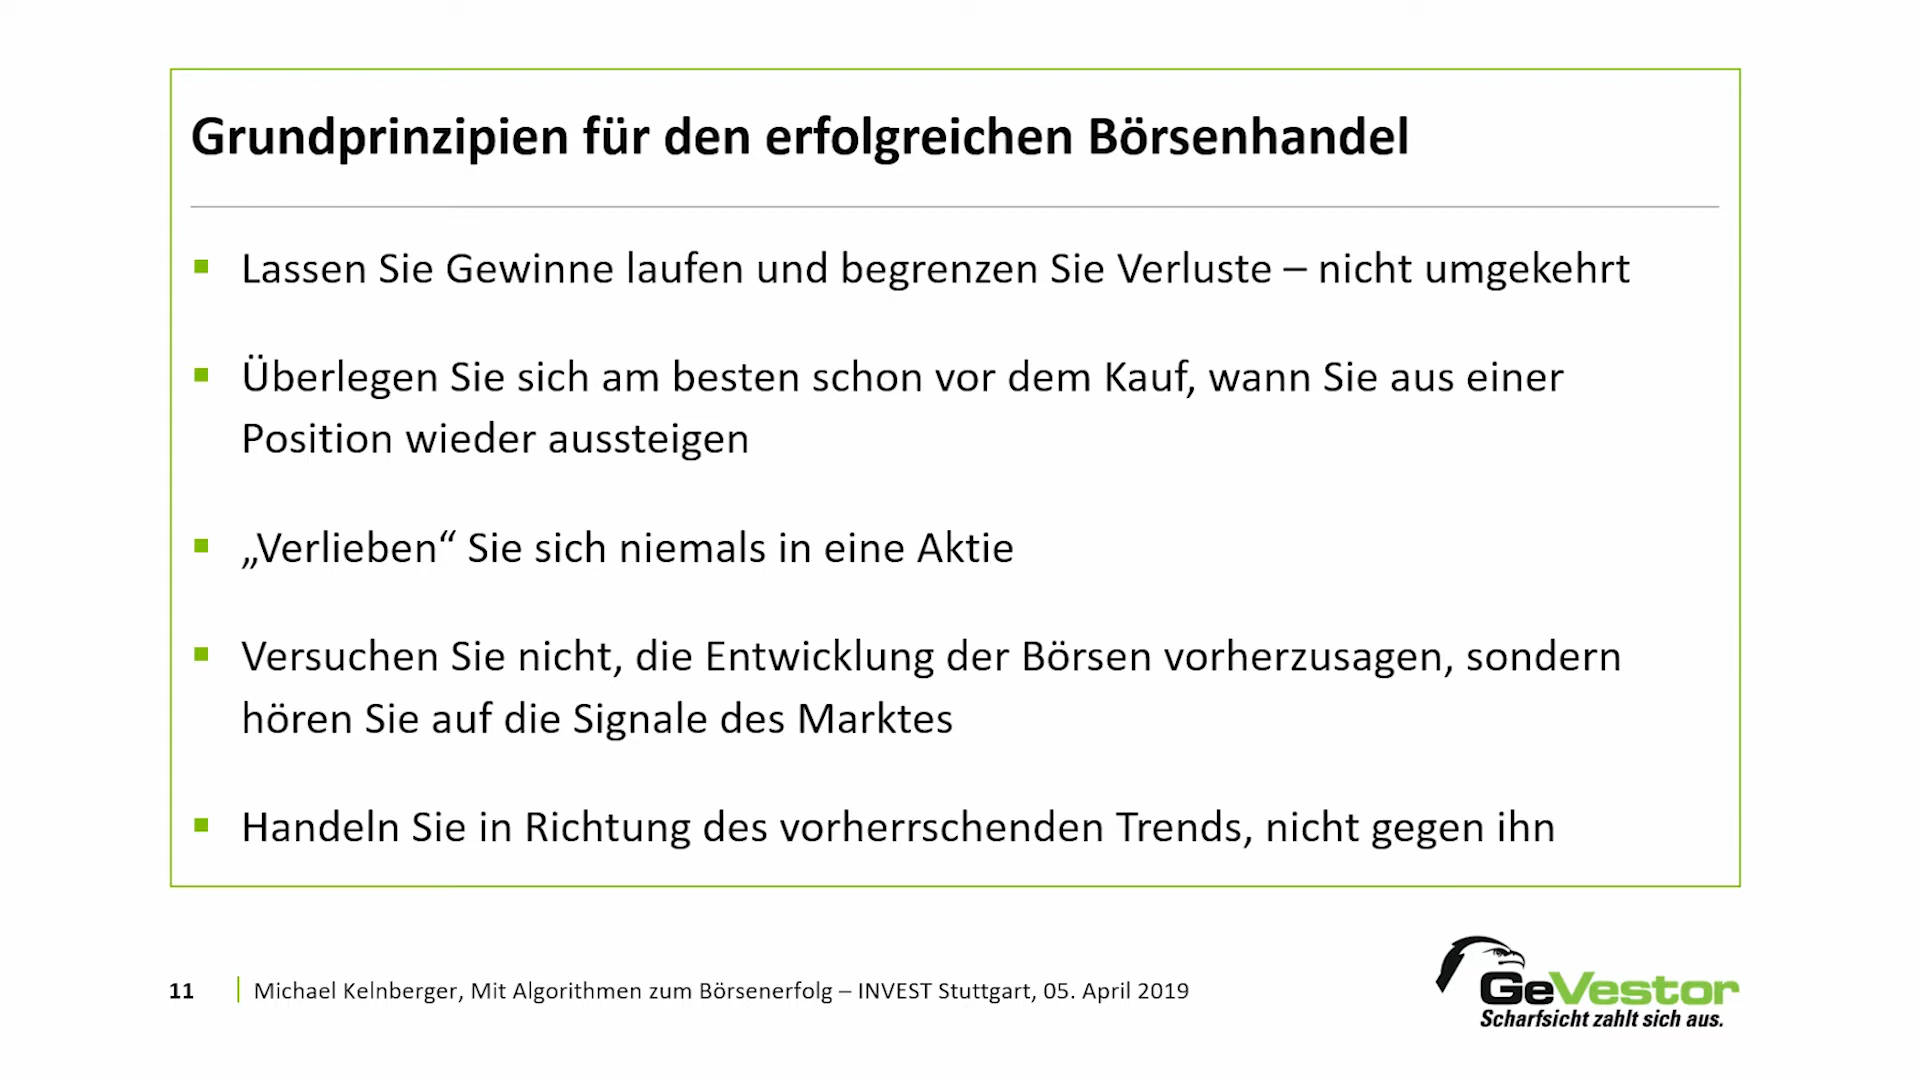 Grundprinzipien für den erfolgreichen Börsenhandel
▪ Lassen Sie Gewinne laufen und begrenzen Sie Verluste – nicht umgekehrt
▪ Überlegen Sie sich am besten schon vor dem Kauf, wann Sie aus einer
Position wieder aussteigen
▪ „Verlieben“ Sie sich niemals in eine Aktie
▪ Versuchen Sie nicht, die Entwicklung der Börsen vorherzusagen, sondern
hören Sie auf die Signale des Marktes
▪ Handeln Sie in Richtung des vorherrschenden Trends, nicht gegen ihn
11 Michael Kelnberger, Mit Algorithmen zum Börsenerfolg – INVEST Stuttgart, 05. April 2019
GeVestor
Scharfsicht zahlt sich aus.